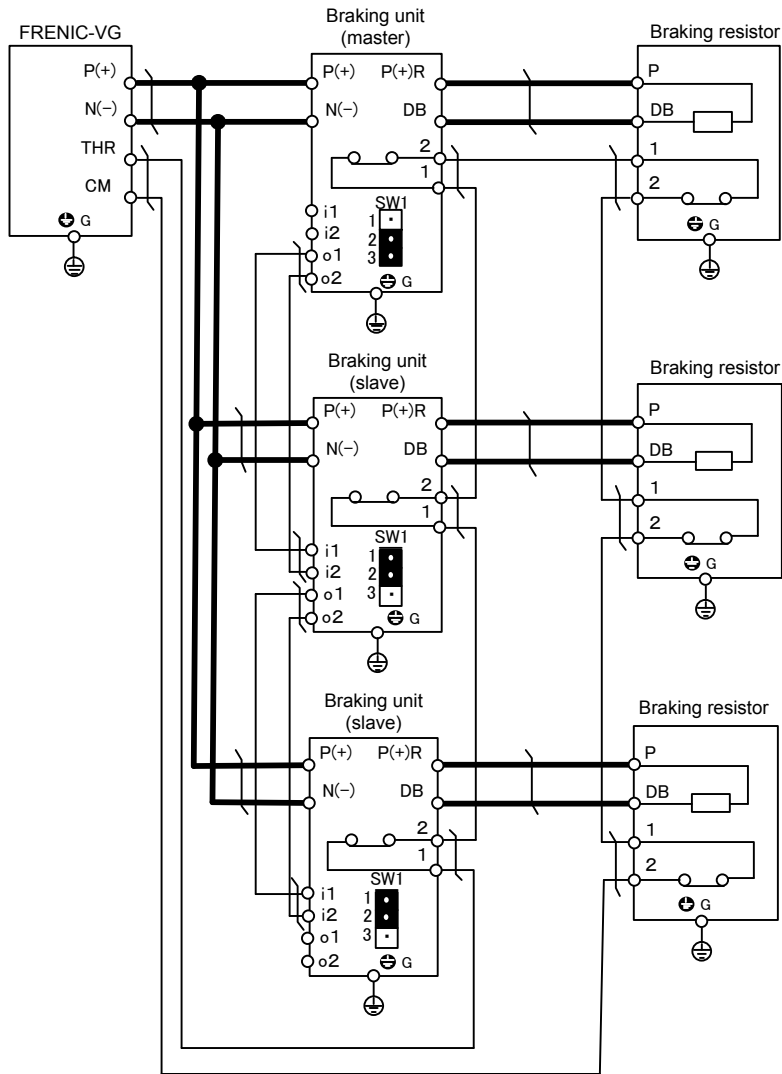 FRENIC-VG
P(+)
N(−)
THR
CM
G
Braking unit
(master)
P(+) P(+)R
N(−) DB
2
1
SW1
i1 1
i2 2
o1 3
o2
G
Braking resistor
P
DB
1
2
G
Braking unit
(slave)
P(+) P(+)R
N(−) DB
2
1
SW1
i1 1
i2 2
o1 3
o2
G
Braking resistor
P
DB
1
2
G
Braking unit
(slave)
P(+) P(+)R
N(−) DB
2
1
SW1
i1 1
i2 2
o1 3
o2
G
Braking resistor
P
DB
1
2
G